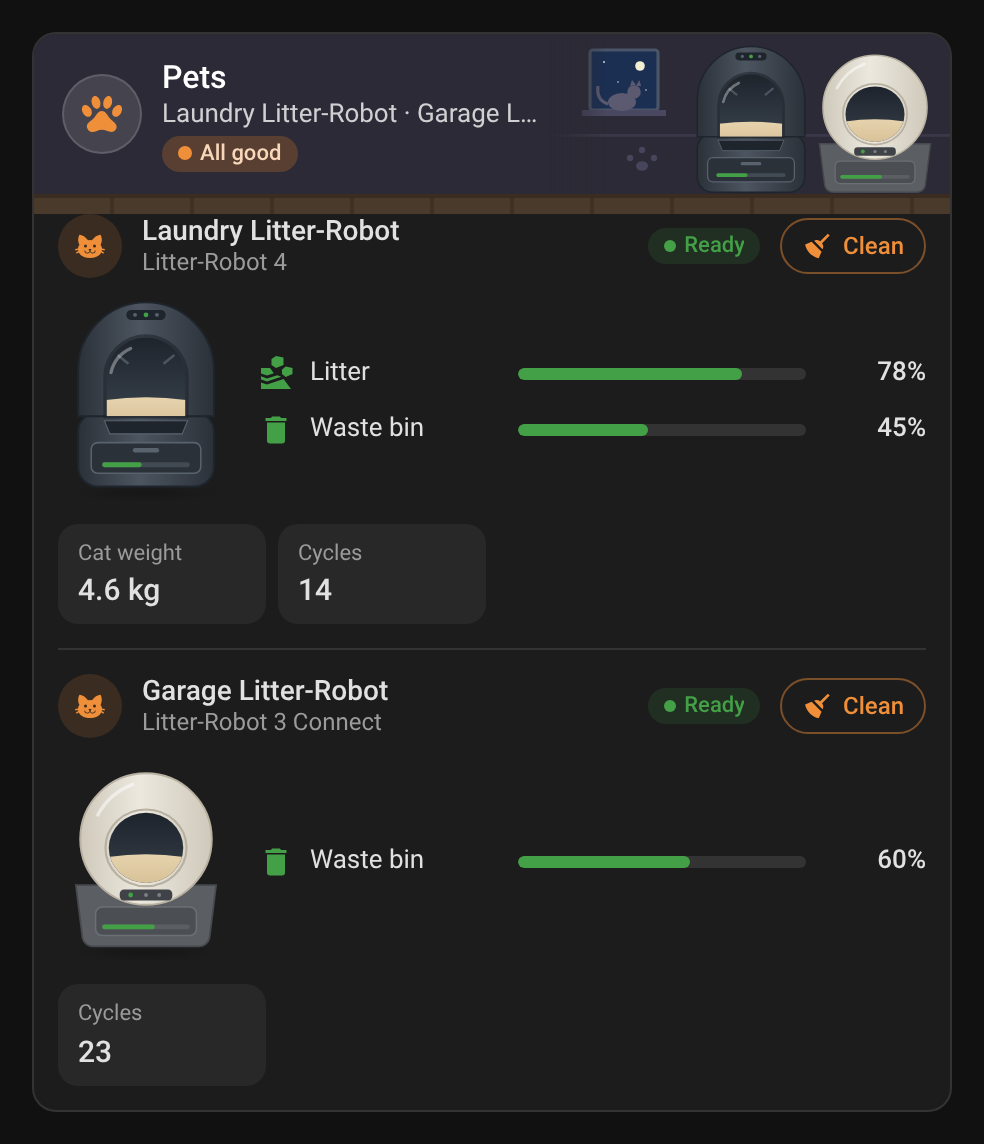 Pets
Laundry Litter-Robot · Garage L...
All good
Laundry Litter-Robot
Litter-Robot 4
Ready
Clean
Litter
78%
Waste bin
45%
Cat weight
4.6 kg
Cycles
14
Garage Litter-Robot
Litter-Robot 3 Connect
Ready
Clean
Waste bin
60%
Cycles
23